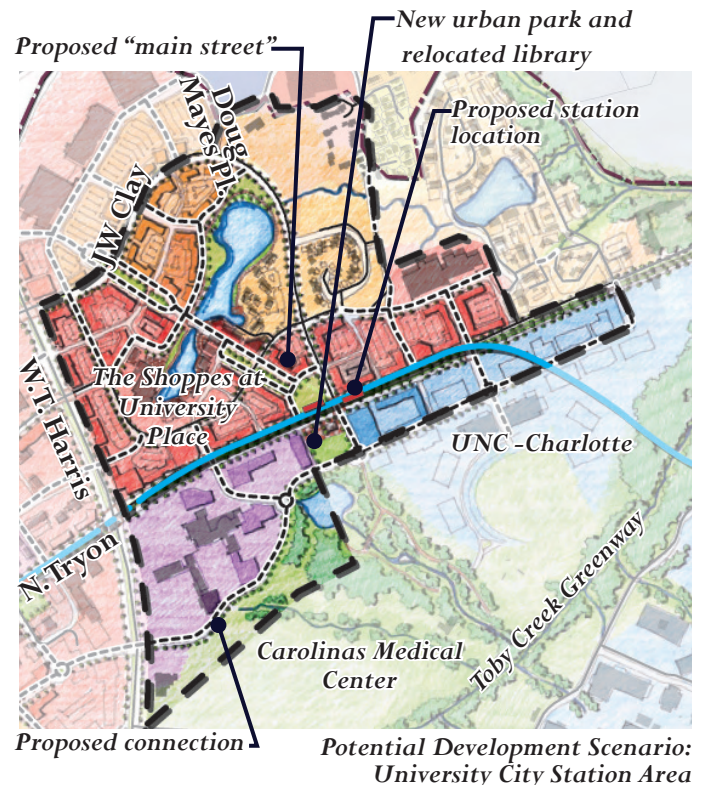 New urban park and
relocated library
Proposed “main street”
Proposed station
location
Doug
Mayes Pl.
JW Clay
W.T. Harris
The Shoppes at
University
Place
UNC -Charlotte
N. Tryon
Toby Creek Greenway
Carolinas Medical
Center
Proposed connection
Potential Development Scenario:
University City Station Area